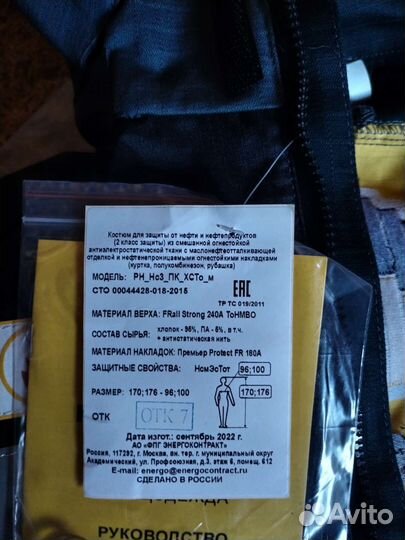 Костюм для защиты от нефти и нефтепродуктов
(2 класс защиты) из смешанной огнестойкой
антиэлектростатической ткани с маслонефтеотталкивающей
отделкой и нефтенепроницаемыми огнестойкими накладками
(куртка, полукомбинезон, рубашка)
МОДЕЛЬ: РН_Нс3_ПК_ХСТо_м
СТО 00044428-018-2015
ЕАС
ТР ТС 019/2011
МАТЕРИАЛ ВЕРХА: FRall Strong 240A ТоНМВО
СОСТАВ СЫРЬЯ: хлопок - 95%, ПА - 5%, в т.ч.
+ антистатическая нить
МАТЕРИАЛ НАКЛАДОК: Премьер Protect FR 180A
ЗАЩИТНЫЕ СВОЙСТВА: НсмЭсТот
96;100
РАЗМЕР: 170;176 - 96;100
170;176
ОТК
ОТК 7
Дата изгот.: сентябрь 2022 г.
АО «ФПГ ЭНЕРГОКОНТРАКТ»
Россия, 117292, г. Москва, вн. тер. г. муниципальный округ
Академический, ул. Профсоюзная, д.3, этаж 6, помещ. 612
E-mail: energo@energocontract.ru
СДЕЛАНО В РОССИИ
РУКОВОДСТВО
Avito